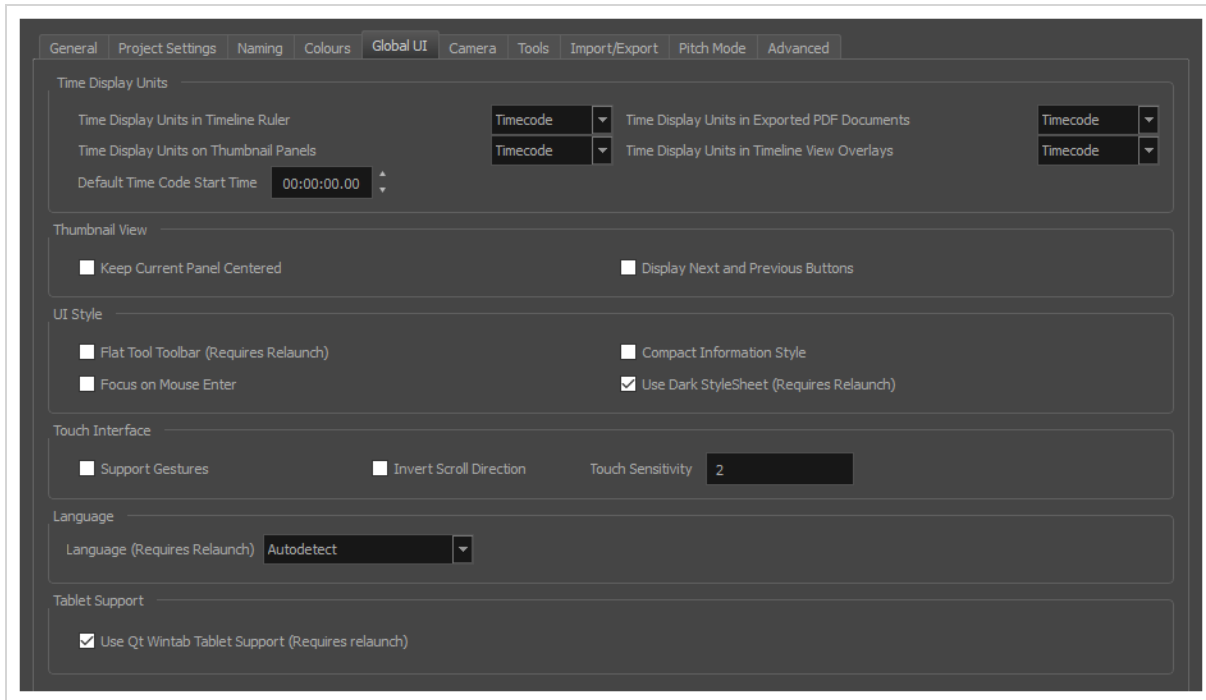 General Project Settings Naming Colours Global UI Camera Tools Import/Export Pitch Mode Advanced
Time Display Units
Time Display Units in Timeline Ruler Timecode Time Display Units in Exported PDF Documents Timecode
Time Display Units on Thumbnail Panels Timecode Time Display Units in Timeline View Overlays Timecode
Default Time Code Start Time 00:00:00.00
Thumbnail View
Keep Current Panel Centered Display Next and Previous Buttons
UI Style
Flat Tool Toolbar (Requires Relaunch) Compact Information Style
Focus on Mouse Enter Use Dark StyleSheet (Requires Relaunch)
Touch Interface
Support Gestures Invert Scroll Direction Touch Sensitivity 2
Language
Language (Requires Relaunch) Autodetect
Tablet Support
Use Qt Wintab Tablet Support (Requires relaunch)